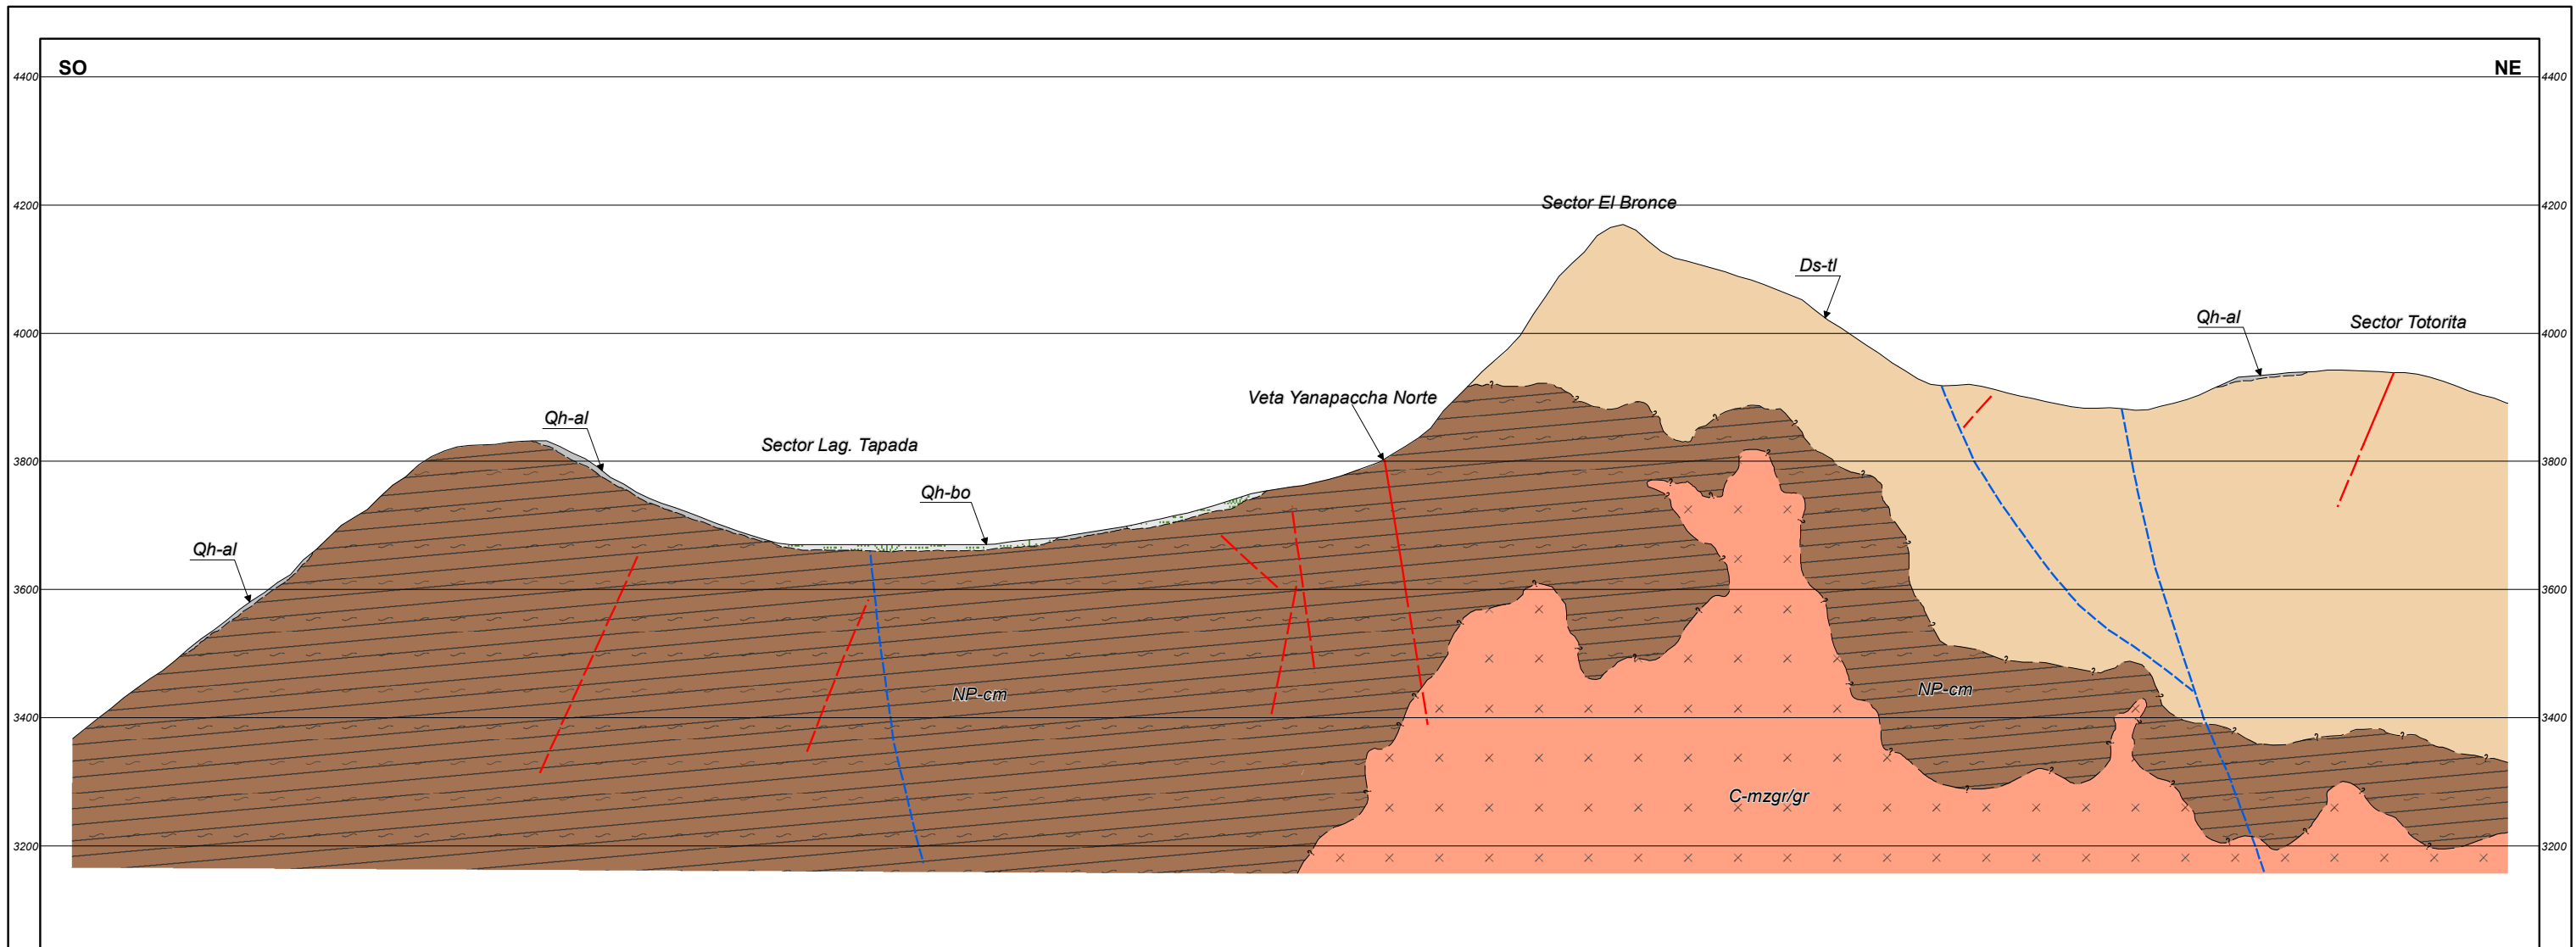 SO
NE
4400
4400
4200
Sector El Bronce
4200
Ds-tl
4000
Qh-al
Sector Totorita
4000
Veta Yanapaccha Norte
Qh-al
Sector Lag. Tapada
3800
3800
Qh-bo
Qh-al
3600
3600
NP-cm
NP-cm
3400
3400
C-mzgr/gr
3200
3200